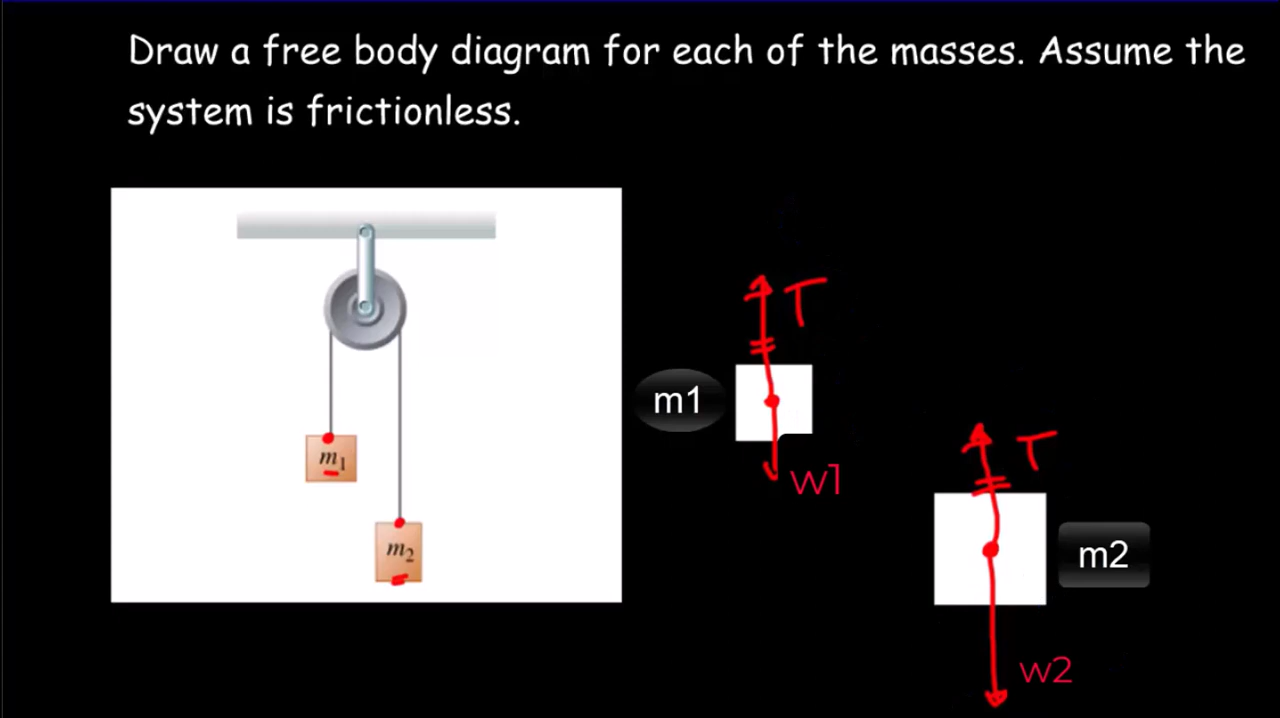 Draw a free body diagram for each of the masses. Assume the
system is frictionless.
m₁
m₂
T
m1
w1
T
m2
w2